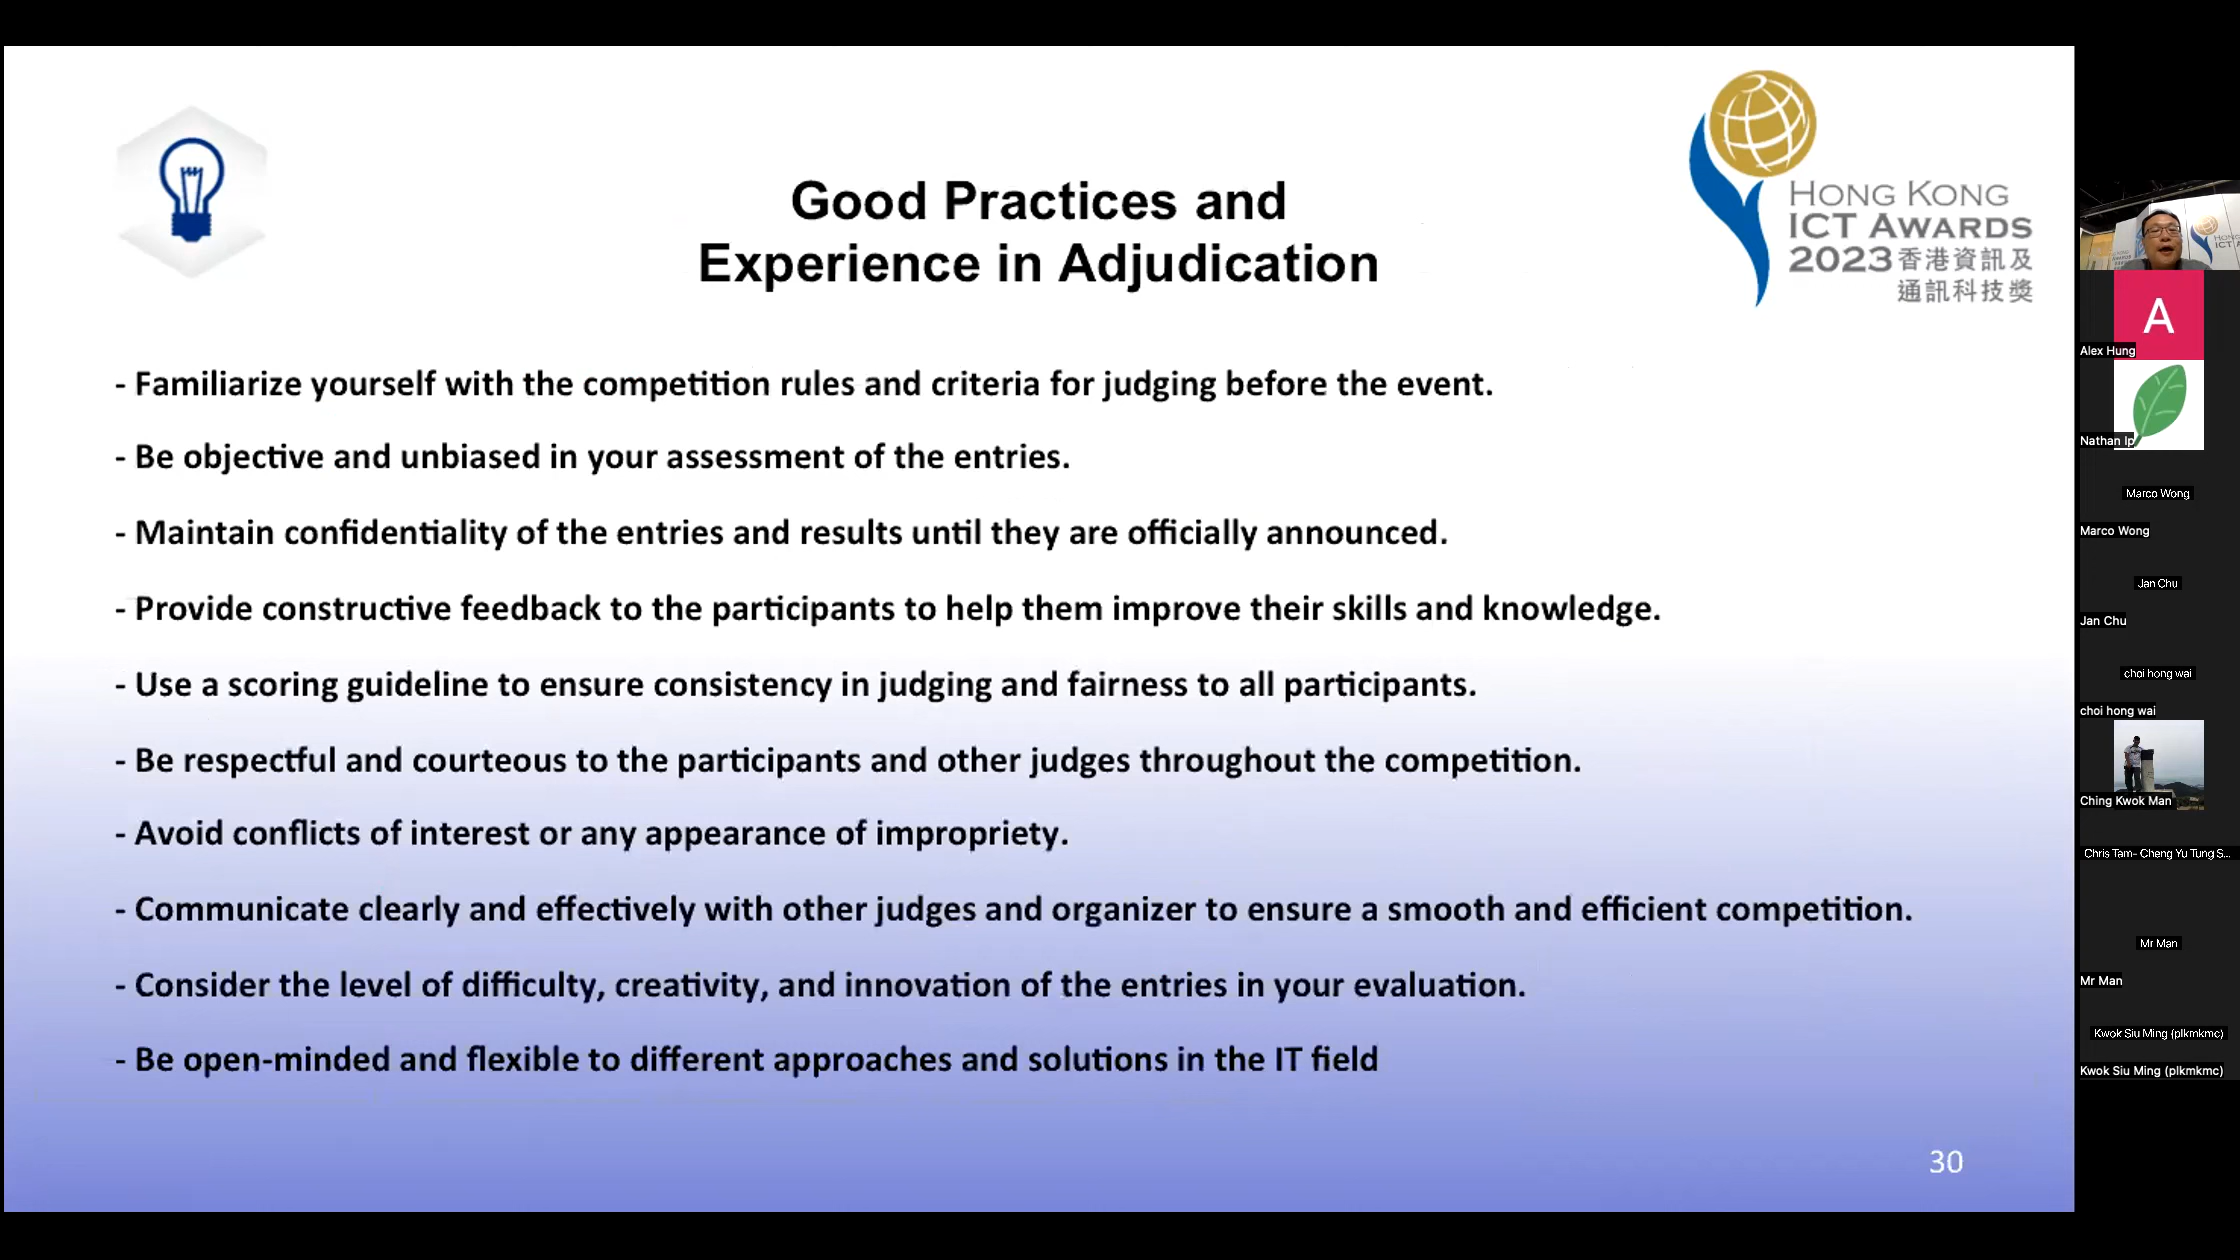 Good Practices and
Experience in Adjudication
HONG KONG
ICT AWARDS
2023香港資訊及
通訊科技獎
- Familiarize yourself with the competition rules and criteria for judging before the event.
- Be objective and unbiased in your assessment of the entries.
- Maintain confidentiality of the entries and results until they are officially announced.
- Provide constructive feedback to the participants to help them improve their skills and knowledge.
- Use a scoring guideline to ensure consistency in judging and fairness to all participants.
- Be respectful and courteous to the participants and other judges throughout the competition.
- Avoid conflicts of interest or any appearance of impropriety.
- Communicate clearly and effectively with other judges and organizer to ensure a smooth and efficient competition.
- Consider the level of difficulty, creativity, and innovation of the entries in your evaluation.
- Be open-minded and flexible to different approaches and solutions in the IT field
30
A
Alex Hung
Nathan Ip
Marco Wong
Marco Wong
Jan Chu
Jan Chu
choi hong wai
choi hong wai
Ching Kwok Man
Chris Tam- Cheng Yu Tung S...
Mr Man
Mr Man
Kwok Siu Ming (plkmkmc)
Kwok Siu Ming (plkmkmc)